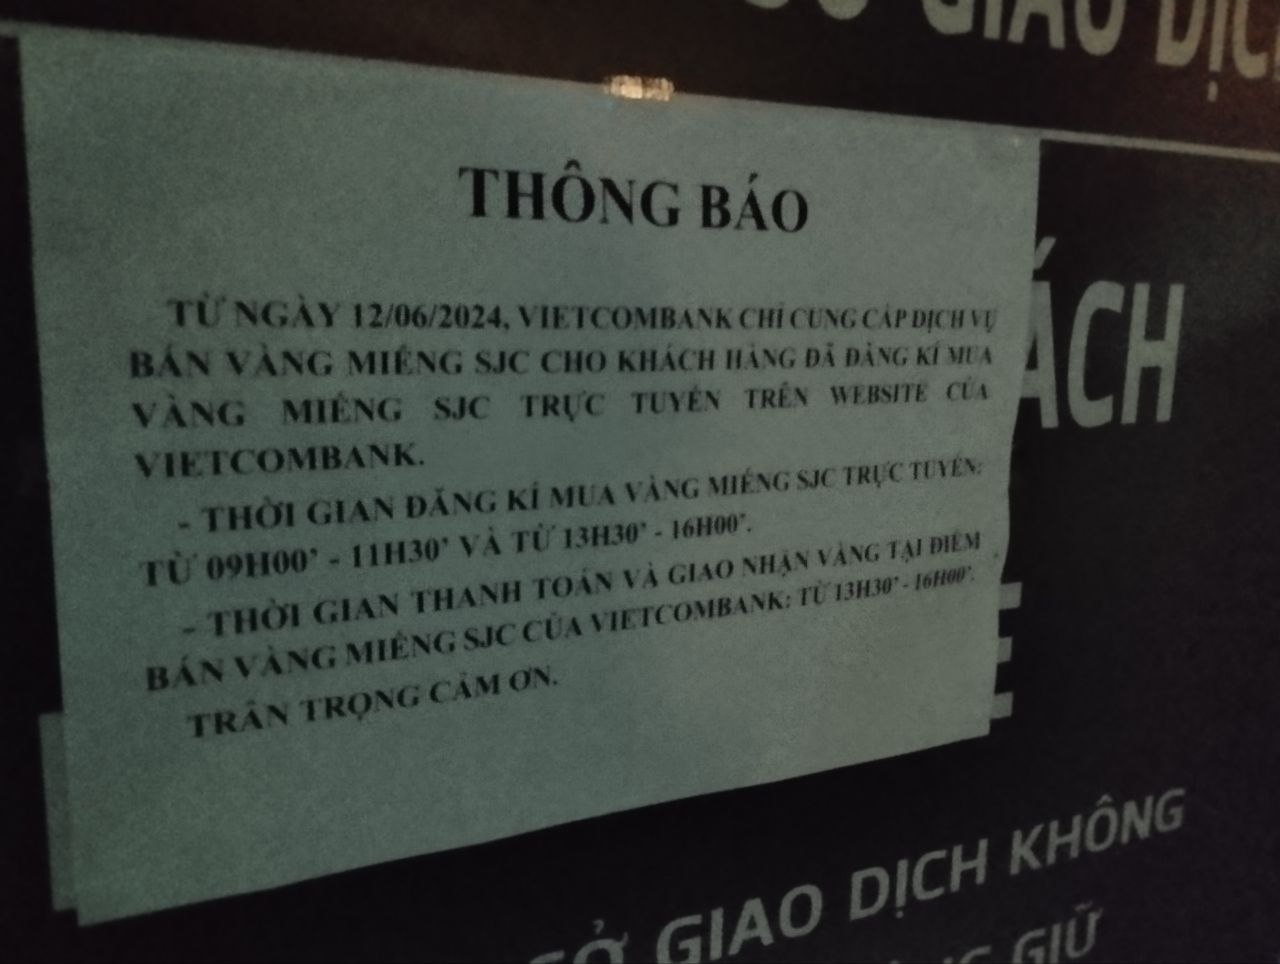 GIAO DỊC
THÔNG BÁO
TỪ NGÀY 12/06/2024, VIETCOMBANK CHỈ CUNG CẤP DỊCH VỤ
BÁN VÀNG MIẾNG SJC CHO KHÁCH HÀNG ĐÃ ĐĂNG KÍ MUA
VÀNG MIẾNG SJC TRỰC TUYẾN TRÊN WEBSITE CỦA
VIETCOMBANK.
- THỜI GIAN ĐĂNG KÍ MUA VÀNG MIẾNG SJC TRỰC TUYẾN:
TỪ 09H00’ - 11H30’ VÀ TỪ 13H30’ - 16H00’.
- THỜI GIAN THANH TOÁN VÀ GIAO NHẬN VÀNG TẠI ĐIỂM
BÁN VÀNG MIẾNG SJC CỦA VIETCOMBANK: TỪ 13H30’ - 16H00’.
TRÂN TRỌNG CẢM ƠN.
ÁCH
E
SỞ GIAO DỊCH KHÔNG
GIỮ